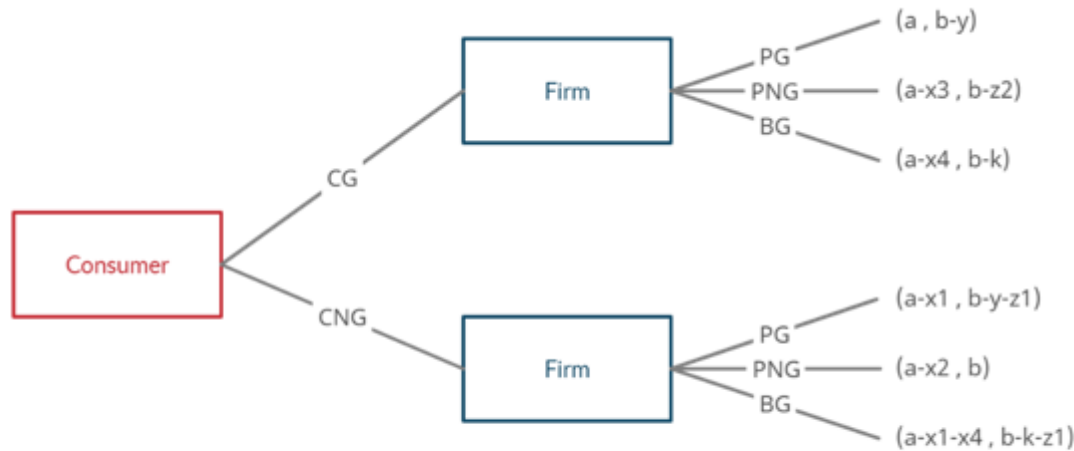 (a , b-y)
PG
Firm
PNG
(a-x3 , b-z2)
BG
(a-x4 , b-k)
CG
Consumer
CNG
(a-x1 , b-y-z1)
PG
Firm
PNG
(a-x2 , b)
BG
(a-x1-x4 , b-k-z1)